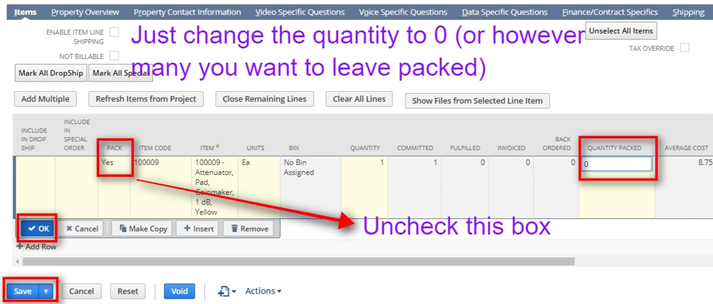 Items Property Overview Property Contact Information Video Specific Questions Voice Specific Questions Data Specific Questions Finance/Contract Specifics Shipping
ENABLE ITEM LINE
SHIPPING
NOT BILLABLE
Just change the quantity to 0 (or however
many you want to leave packed)
Unselect All Items
TAX OVERRIDE
Mark All DropShip Mark All Special
Add Multiple Refresh Items from Project Close Remaining Lines Clear All Lines Show Files from Selected Line Item
INCLUDE
IN DROP
SHIP
INCLUDE
IN
SPECIAL
ORDER
PACK
ITEM CODE
ITEM *
UNITS
BIN
QUANTITY
COMMITTED
FULFILLED
INVOICED
BACK
ORDERED
QUANTITY PACKED
AVERAGE COST
Yes
100009
100009 -
Attenuator,
Pad,
Gainmaker,
1 dB,
Yellow
Ea
No Bin
Assigned
1
1
0
0
0
0
8.75
Uncheck this box
OK Cancel Make Copy Insert Remove
Add Row
Save Cancel Reset Void Actions